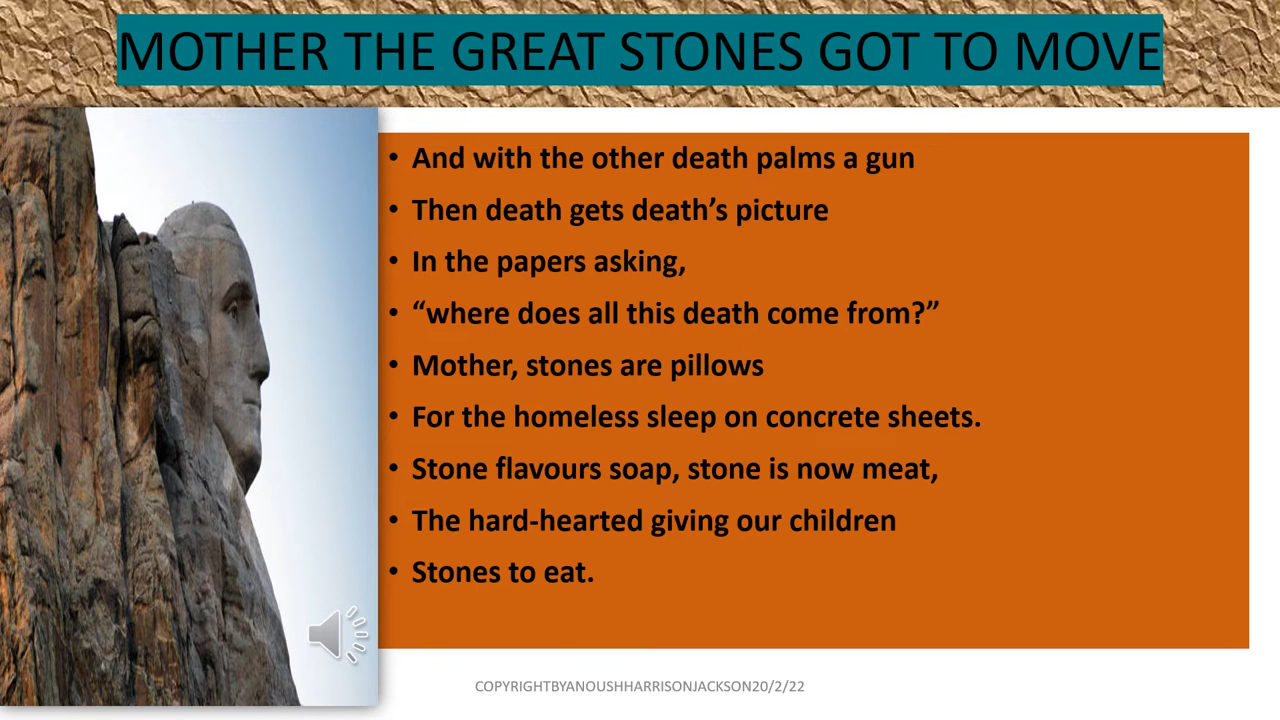 MOTHER THE GREAT STONES GOT TO MOVE
• And with the other death palms a gun
• Then death gets death’s picture
• In the papers asking,
• “where does all this death come from?”
• Mother, stones are pillows
• For the homeless sleep on concrete sheets.
• Stone flavours soap, stone is now meat,
• The hard-hearted giving our children
• Stones to eat.
COPYRIGHTBYANOUSHHARRISONJACKSON20/2/22